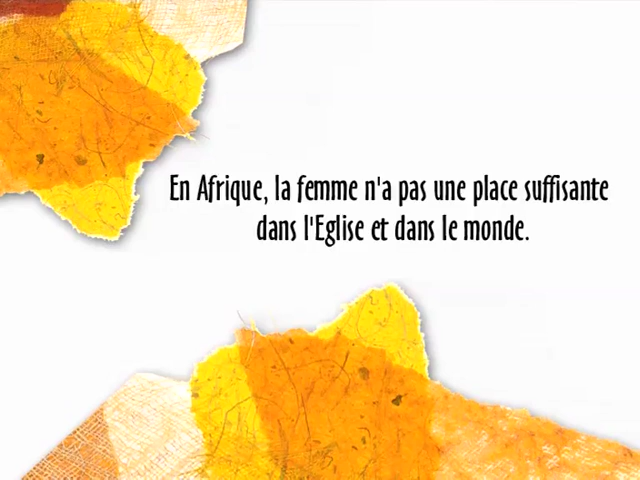 En Afrique, la femme n'a pas une place suffisante
dans l'Eglise et dans le monde.